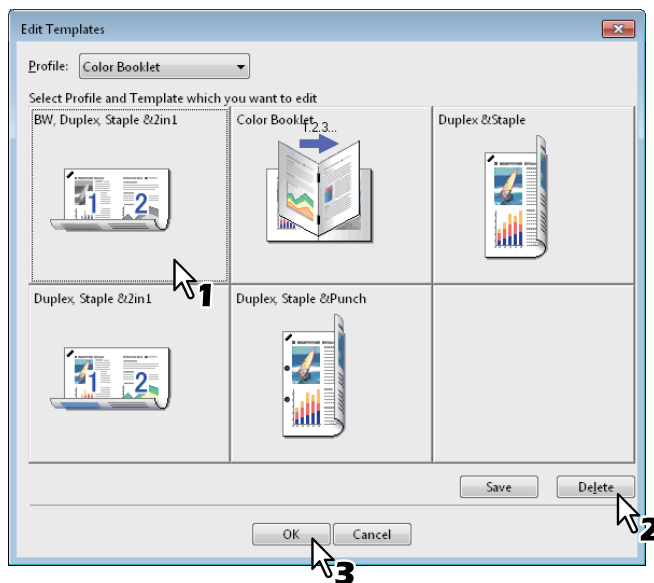 Edit Templates
Profile: Color Booklet
Select Profile and Template which you want to edit
BW, Duplex, Staple &2in1
Color Booklet
Duplex &Staple
1.2.3...
1 2
1
Duplex, Staple &2in1
Duplex, Staple &Punch
1 2
Save Delete
2
OK Cancel
3